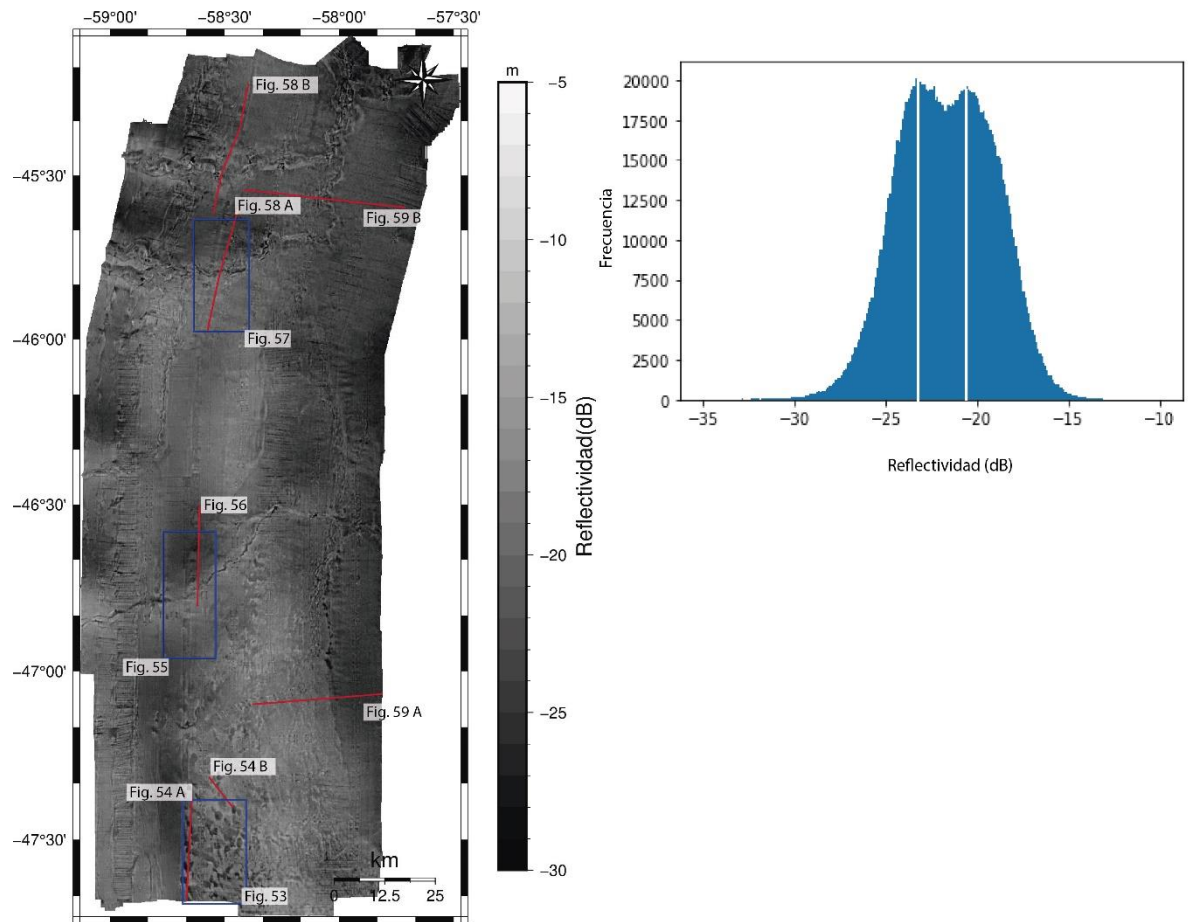 −59°00' −58°30' −58°00' −57°30'
m
−5
−10
−15
−20
−25
−30
Reflectividad(dB)
−45°30'
−46°00'
−46°30'
−47°00'
−47°30'
Fig. 58 B
Fig. 58 A
Fig. 59 B
Fig. 57
Fig. 56
Fig. 55
Fig. 59 A
Fig. 54 B
Fig. 54 A
Fig. 53
km
0 12.5 25
20000
17500
15000
12500
10000
7500
5000
2500
0
Frecuencia
−35 −30 −25 −20 −15 −10
Reflectividad (dB)